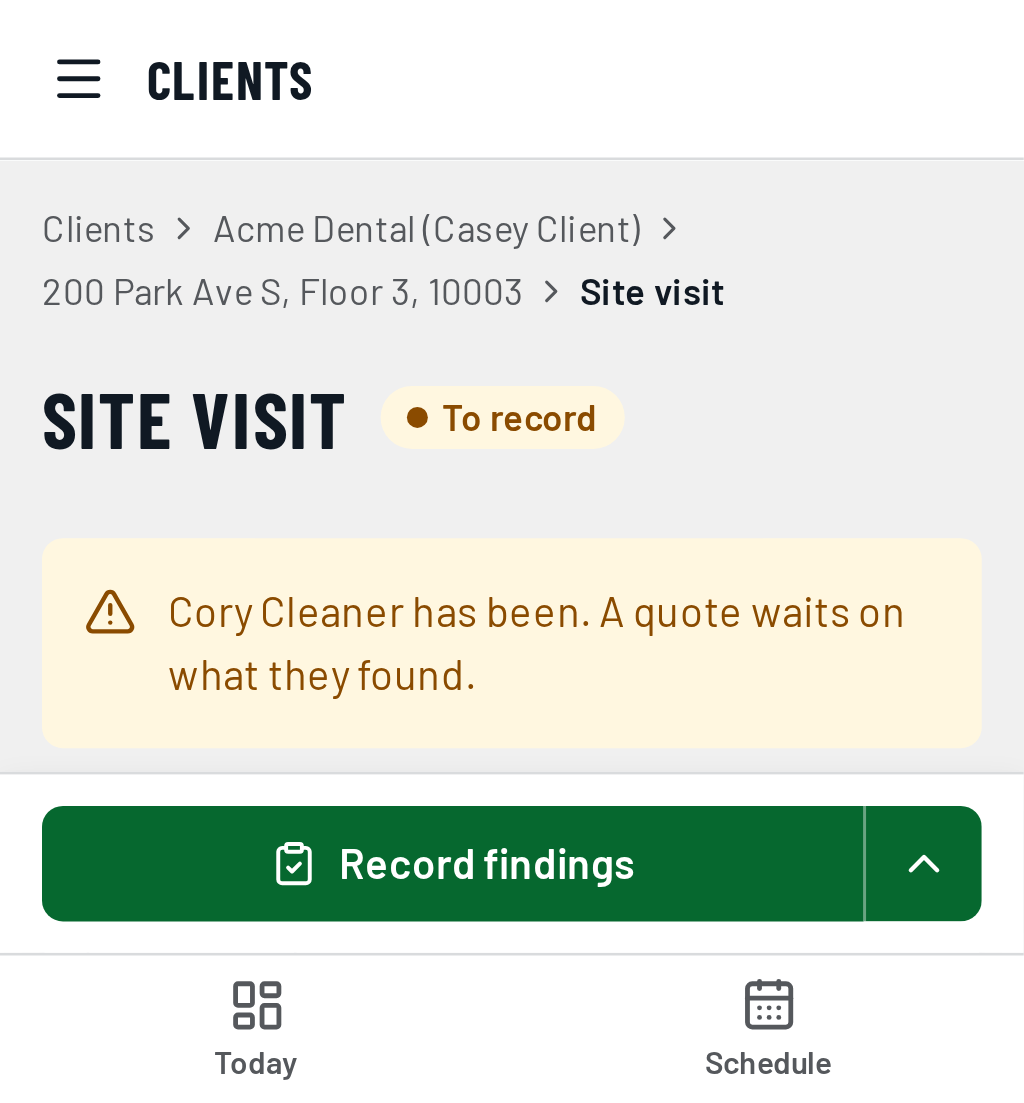 CLIENTS
Clients > Acme Dental (Casey Client) >
200 Park Ave S, Floor 3, 10003 > Site visit
SITE VISIT To record
Cory Cleaner has been. A quote waits on
what they found.
Record findings
Today Schedule